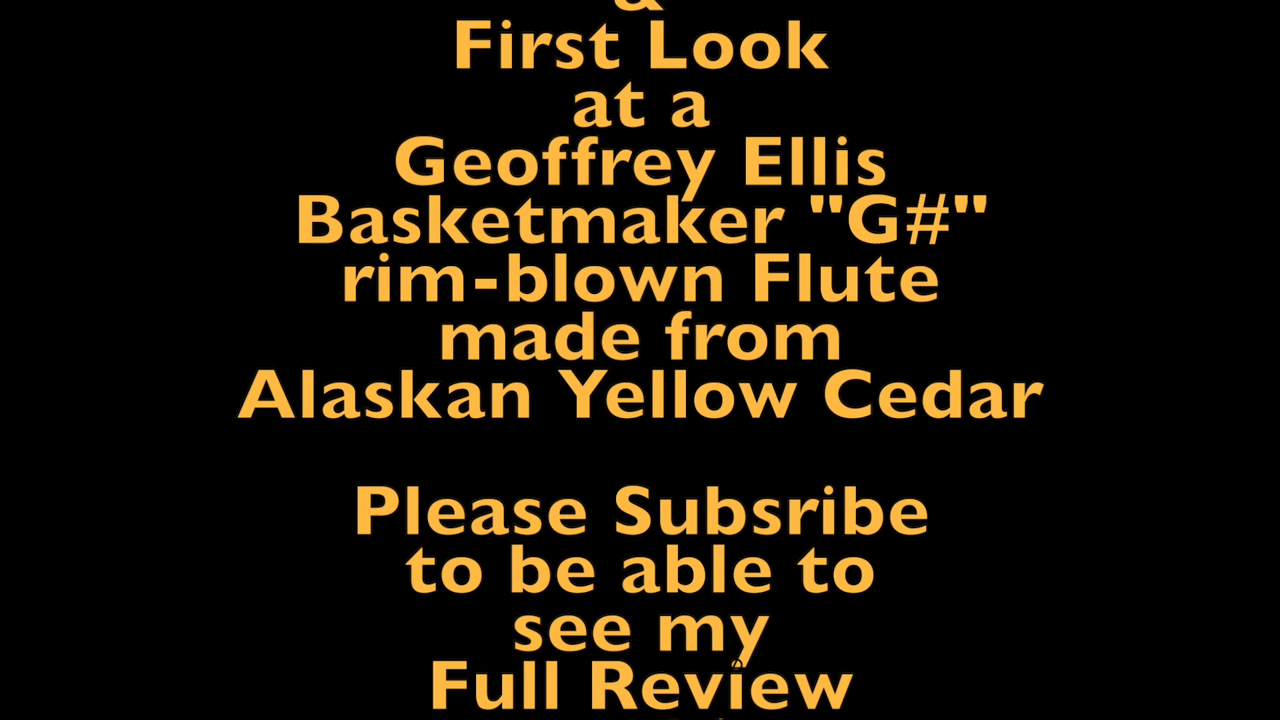 &
First Look
at a
Geoffrey Ellis
Basketmaker "G#"
rim-blown Flute
made from
Alaskan Yellow Cedar
Please Subsribe
to be able to
see my
Full Review